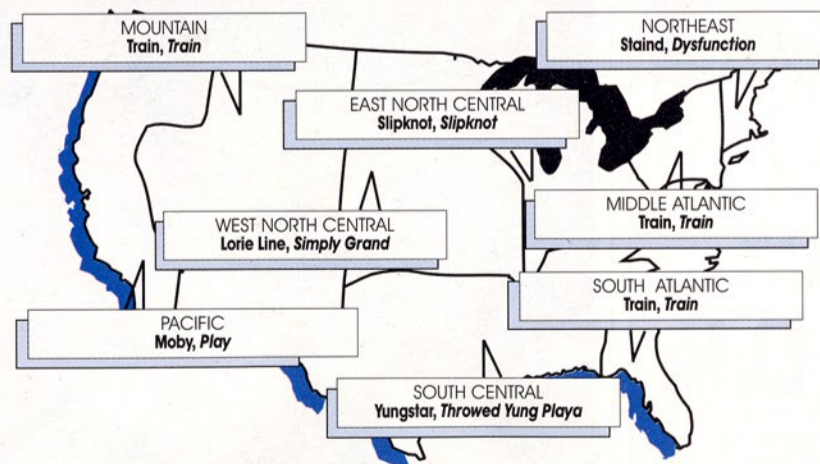 MOUNTAIN
Train, Train
NORTHEAST
Staind, Dysfunction
EAST NORTH CENTRAL
Slipknot, Slipknot
WEST NORTH CENTRAL
Lorie Line, Simply Grand
MIDDLE ATLANTIC
Train, Train
SOUTH ATLANTIC
Train, Train
PACIFIC
Moby, Play
SOUTH CENTRAL
Yungstar, Throwed Yung Playa